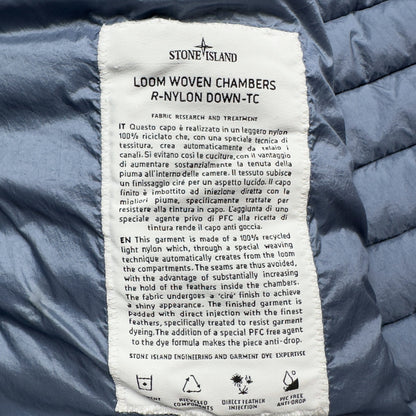 STONE ISLAND
LOOM WOVEN CHAMBERS
R-NYLON DOWN-TC
FABRIC RESEARCH AND TREATMENT
IT Questo capo è realizzato in un leggero nylon
100% riciclato che, con una speciale tecnica di
tessitura, crea automaticamente da telaio i
canali. Si evitano così le cuciture, con il vantaggio
di aumentare sostanzialmente la tenuta della
piuma all'interno delle camere. Il tessuto subisce
un finissaggio ciré per un aspetto lucido. Il capo
finito è imbottito ad iniezione diretta con le
migliori piume, specificamente trattate per
resistere alla tintura in capo. L'aggiunta di uno
speciale agente privo di PFC alla ricetta di
tintura rende il capo anti goccia.
EN This garment is made of a 100% recycled
light nylon which, through a special weaving
technique automatically creates from the loom
the compartments. The seams are thus avoided,
with the advantage of substantially increasing
the hold of the feathers inside the chambers.
The fabric undergoes a 'ciré' finish to achieve
a shiny appearance. The finished garment is
padded with direct injection with the finest
feathers, specifically treated to resist garment
dyeing. The addition of a special PFC free agent
to the dye formula makes the piece anti-drop.
STONE ISLAND ENGINEERING AND GARMENT DYE EXPERTISE
LAUNDRY
RECYCLED
COMPONENTS
DIRECT FEATHER
INJECTION
PFC FREE
ANTI-DROP